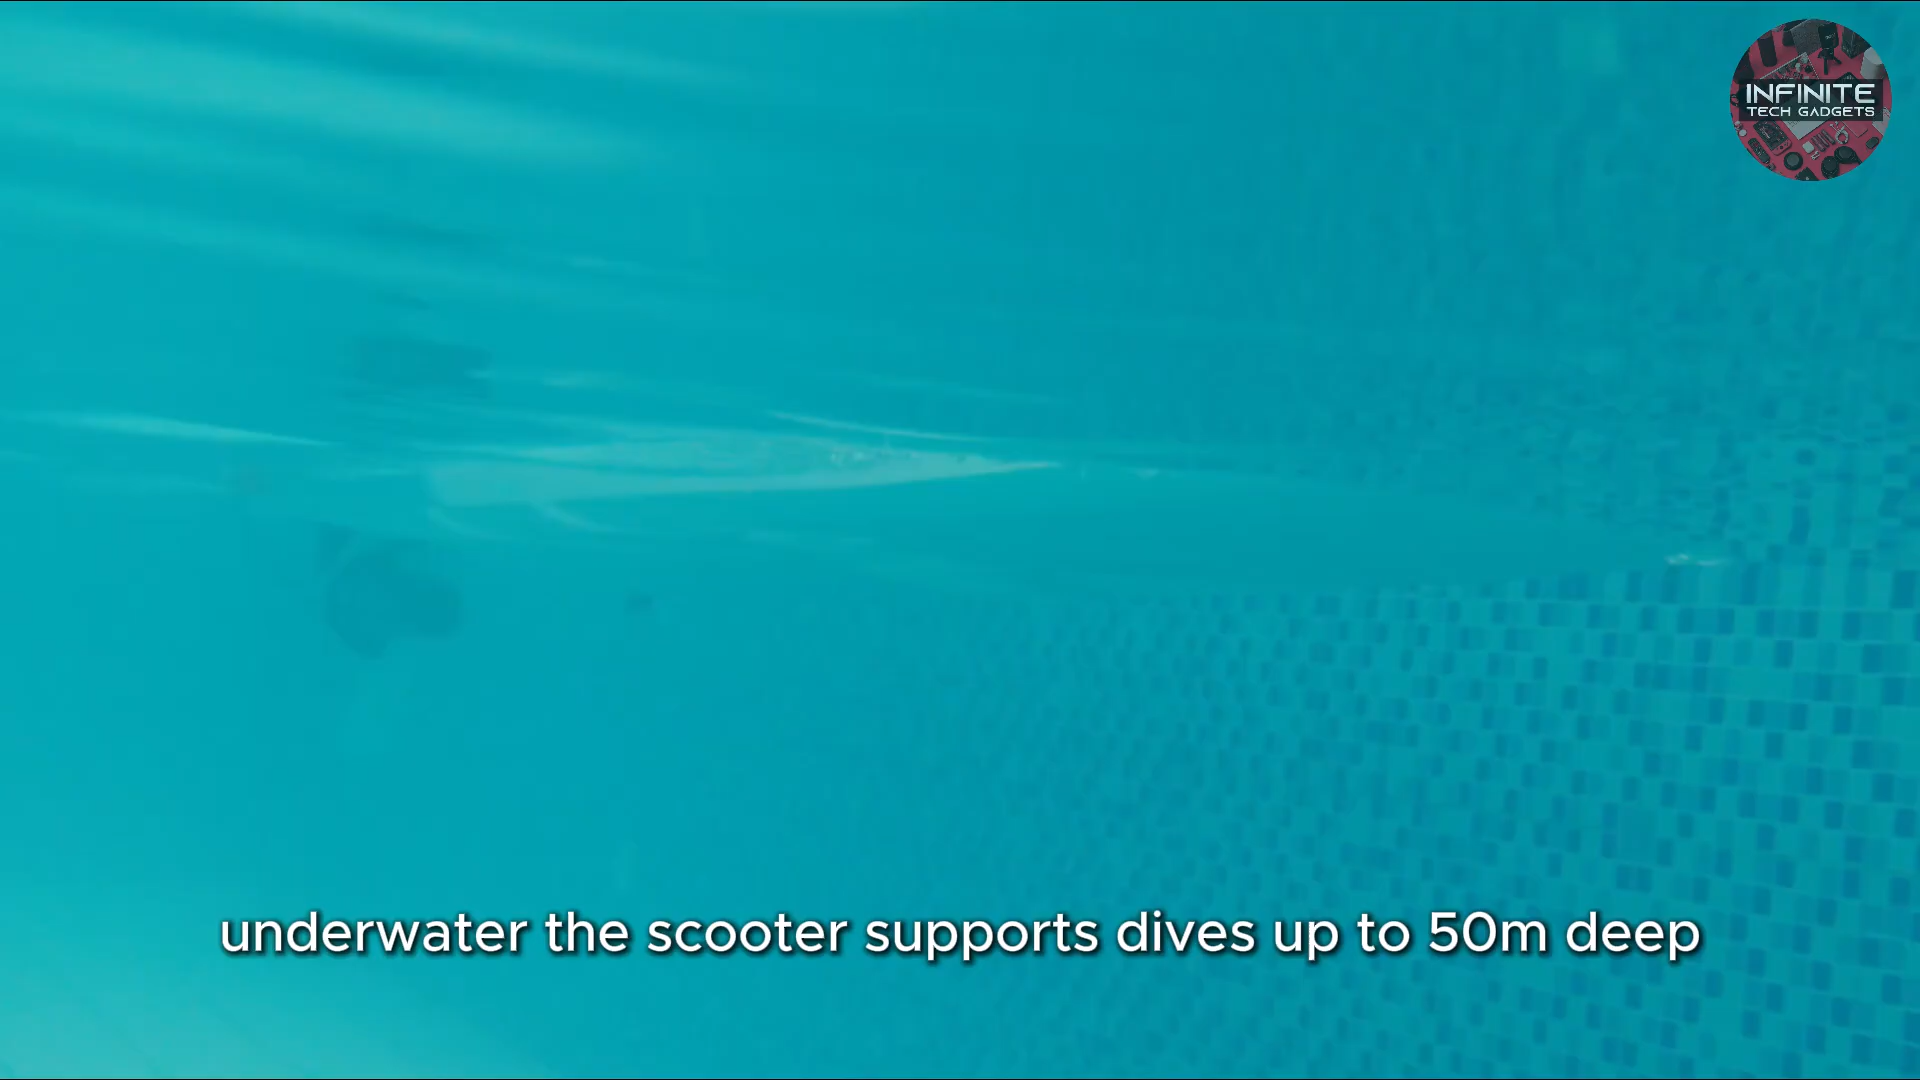 INFINITE
TECH GADGETS
underwater the scooter supports dives up to 50m deep